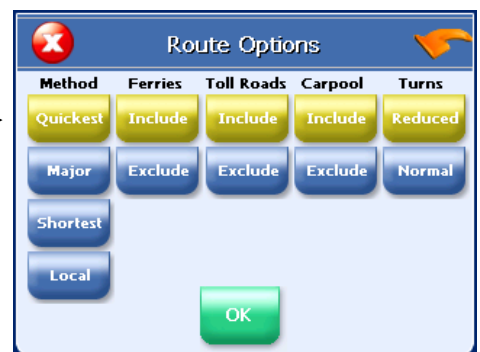 Route Options
Method Ferries Toll Roads Carpool Turns
Quickest Include Include Include Reduced
Major Exclude Exclude Exclude Normal
Shortest
Local
OK